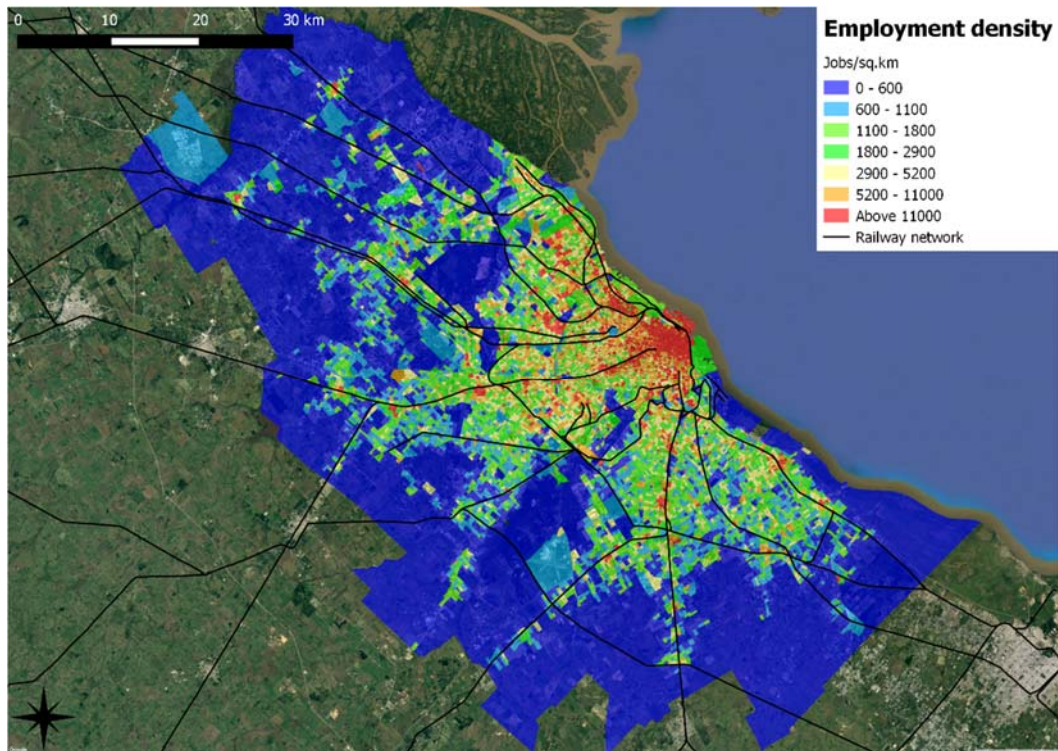 0 10 20 30 km
Employment density
Jobs/sq.km
0 - 600
600 - 1100
1100 - 1800
1800 - 2900
2900 - 5200
5200 - 11000
Above 11000
Railway network